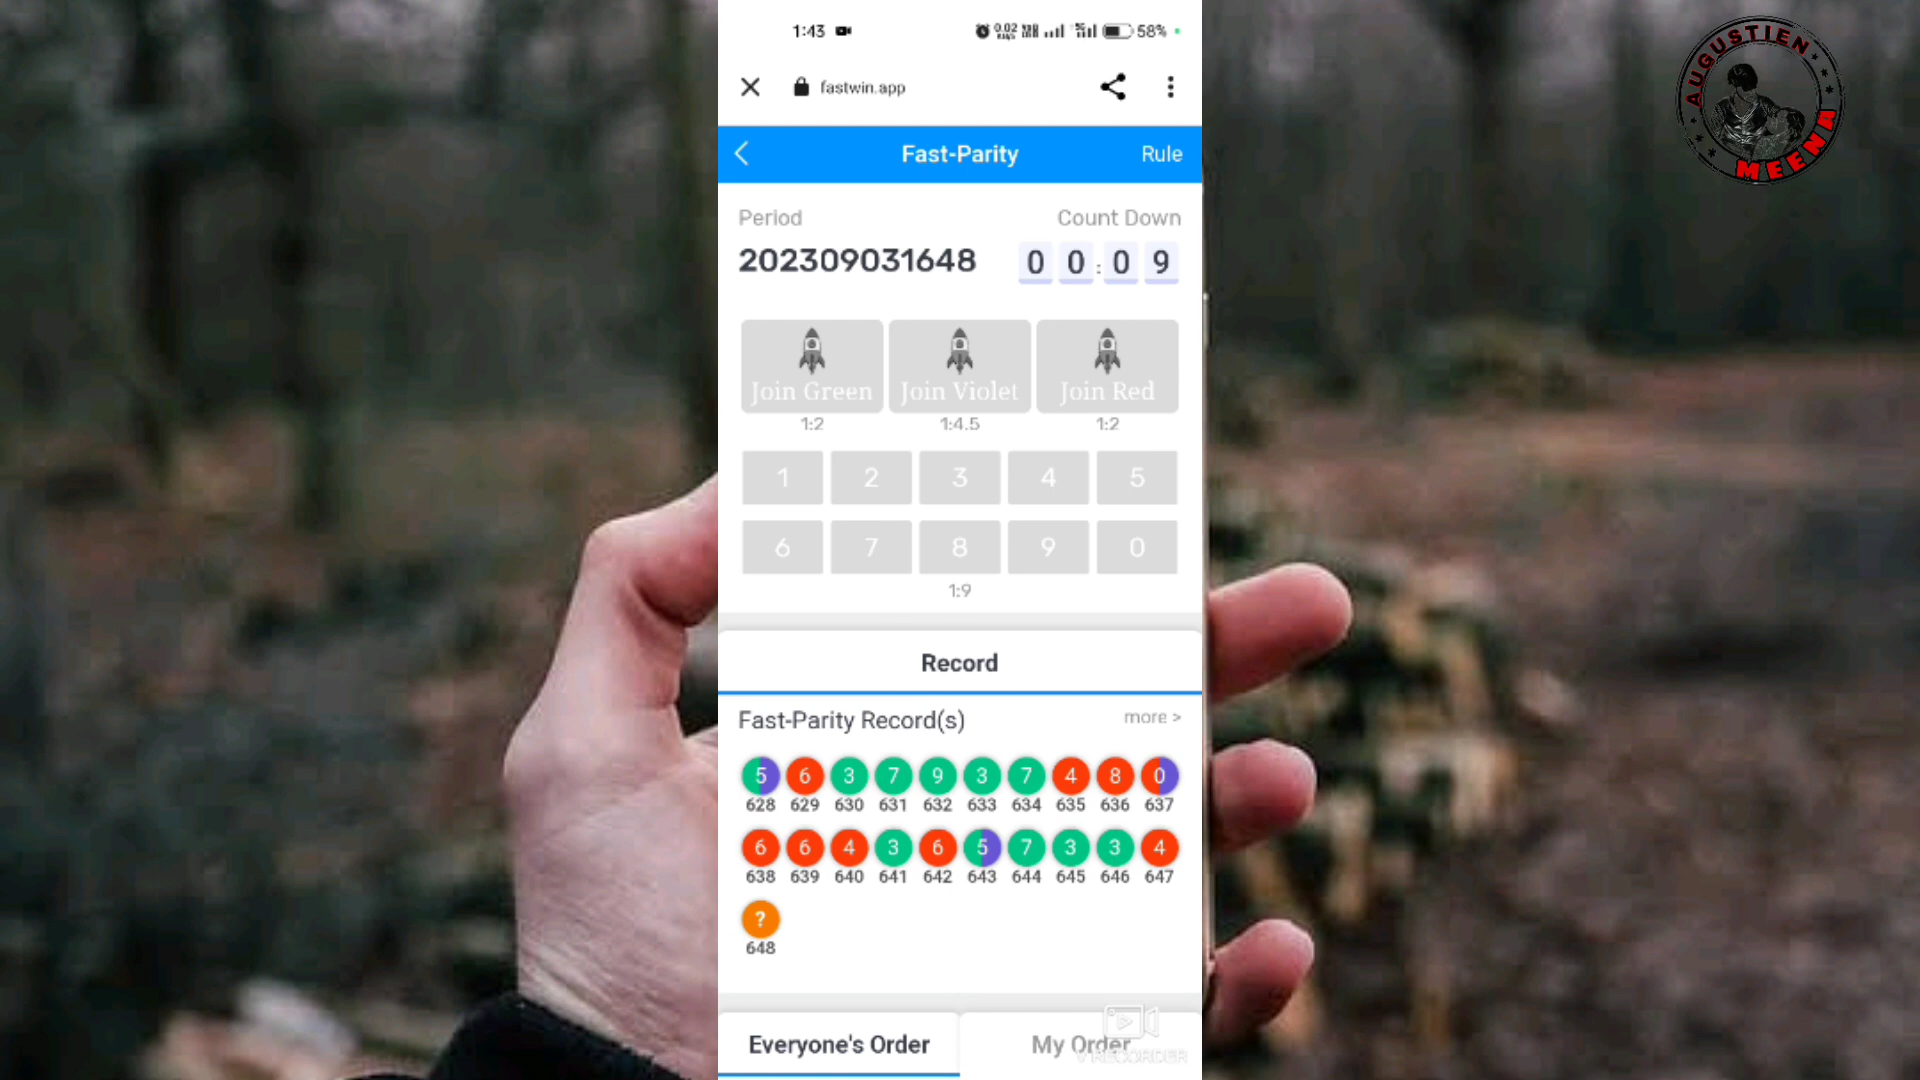 AUGUSTIEN
MEENA
1:43
0.02
58%
fastwin.app
Fast-Parity
Rule
Period
Count Down
202309031648
0 0 : 0 9
Join Green
Join Violet
Join Red
1:2
1:4.5
1:2
1 2 3 4 5
6 7 8 9 0
1:9
Record
Fast-Parity Record(s)
more >
5 6 3 7 9 3 7 4 8 0
628 629 630 631 632 633 634 635 636 637
6 6 4 3 6 5 7 3 3 4
638 639 640 641 642 643 644 645 646 647
?
648
Everyone's Order
My Order
V RECORDER